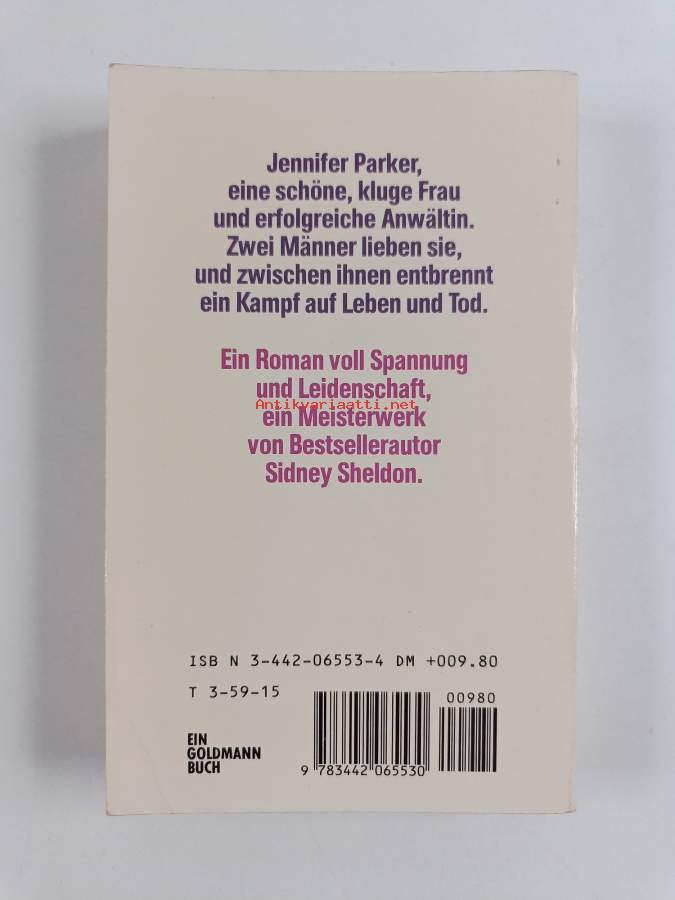 Jennifer Parker,
eine schöne, kluge Frau
und erfolgreiche Anwältin.
Zwei Männer lieben sie,
und zwischen ihnen entbrennt
ein Kampf auf Leben und Tod.
Ein Roman voll Spannung
und Leidenschaft,
Antikvariaatti.net
ein Meisterwerk
von Bestsellerautor
Sidney Sheldon.
ISB N 3-442-06553-4 DM +009.80
T 3-59-15
00980
EIN
GOLDMANN
BUCH
9 783442 065530